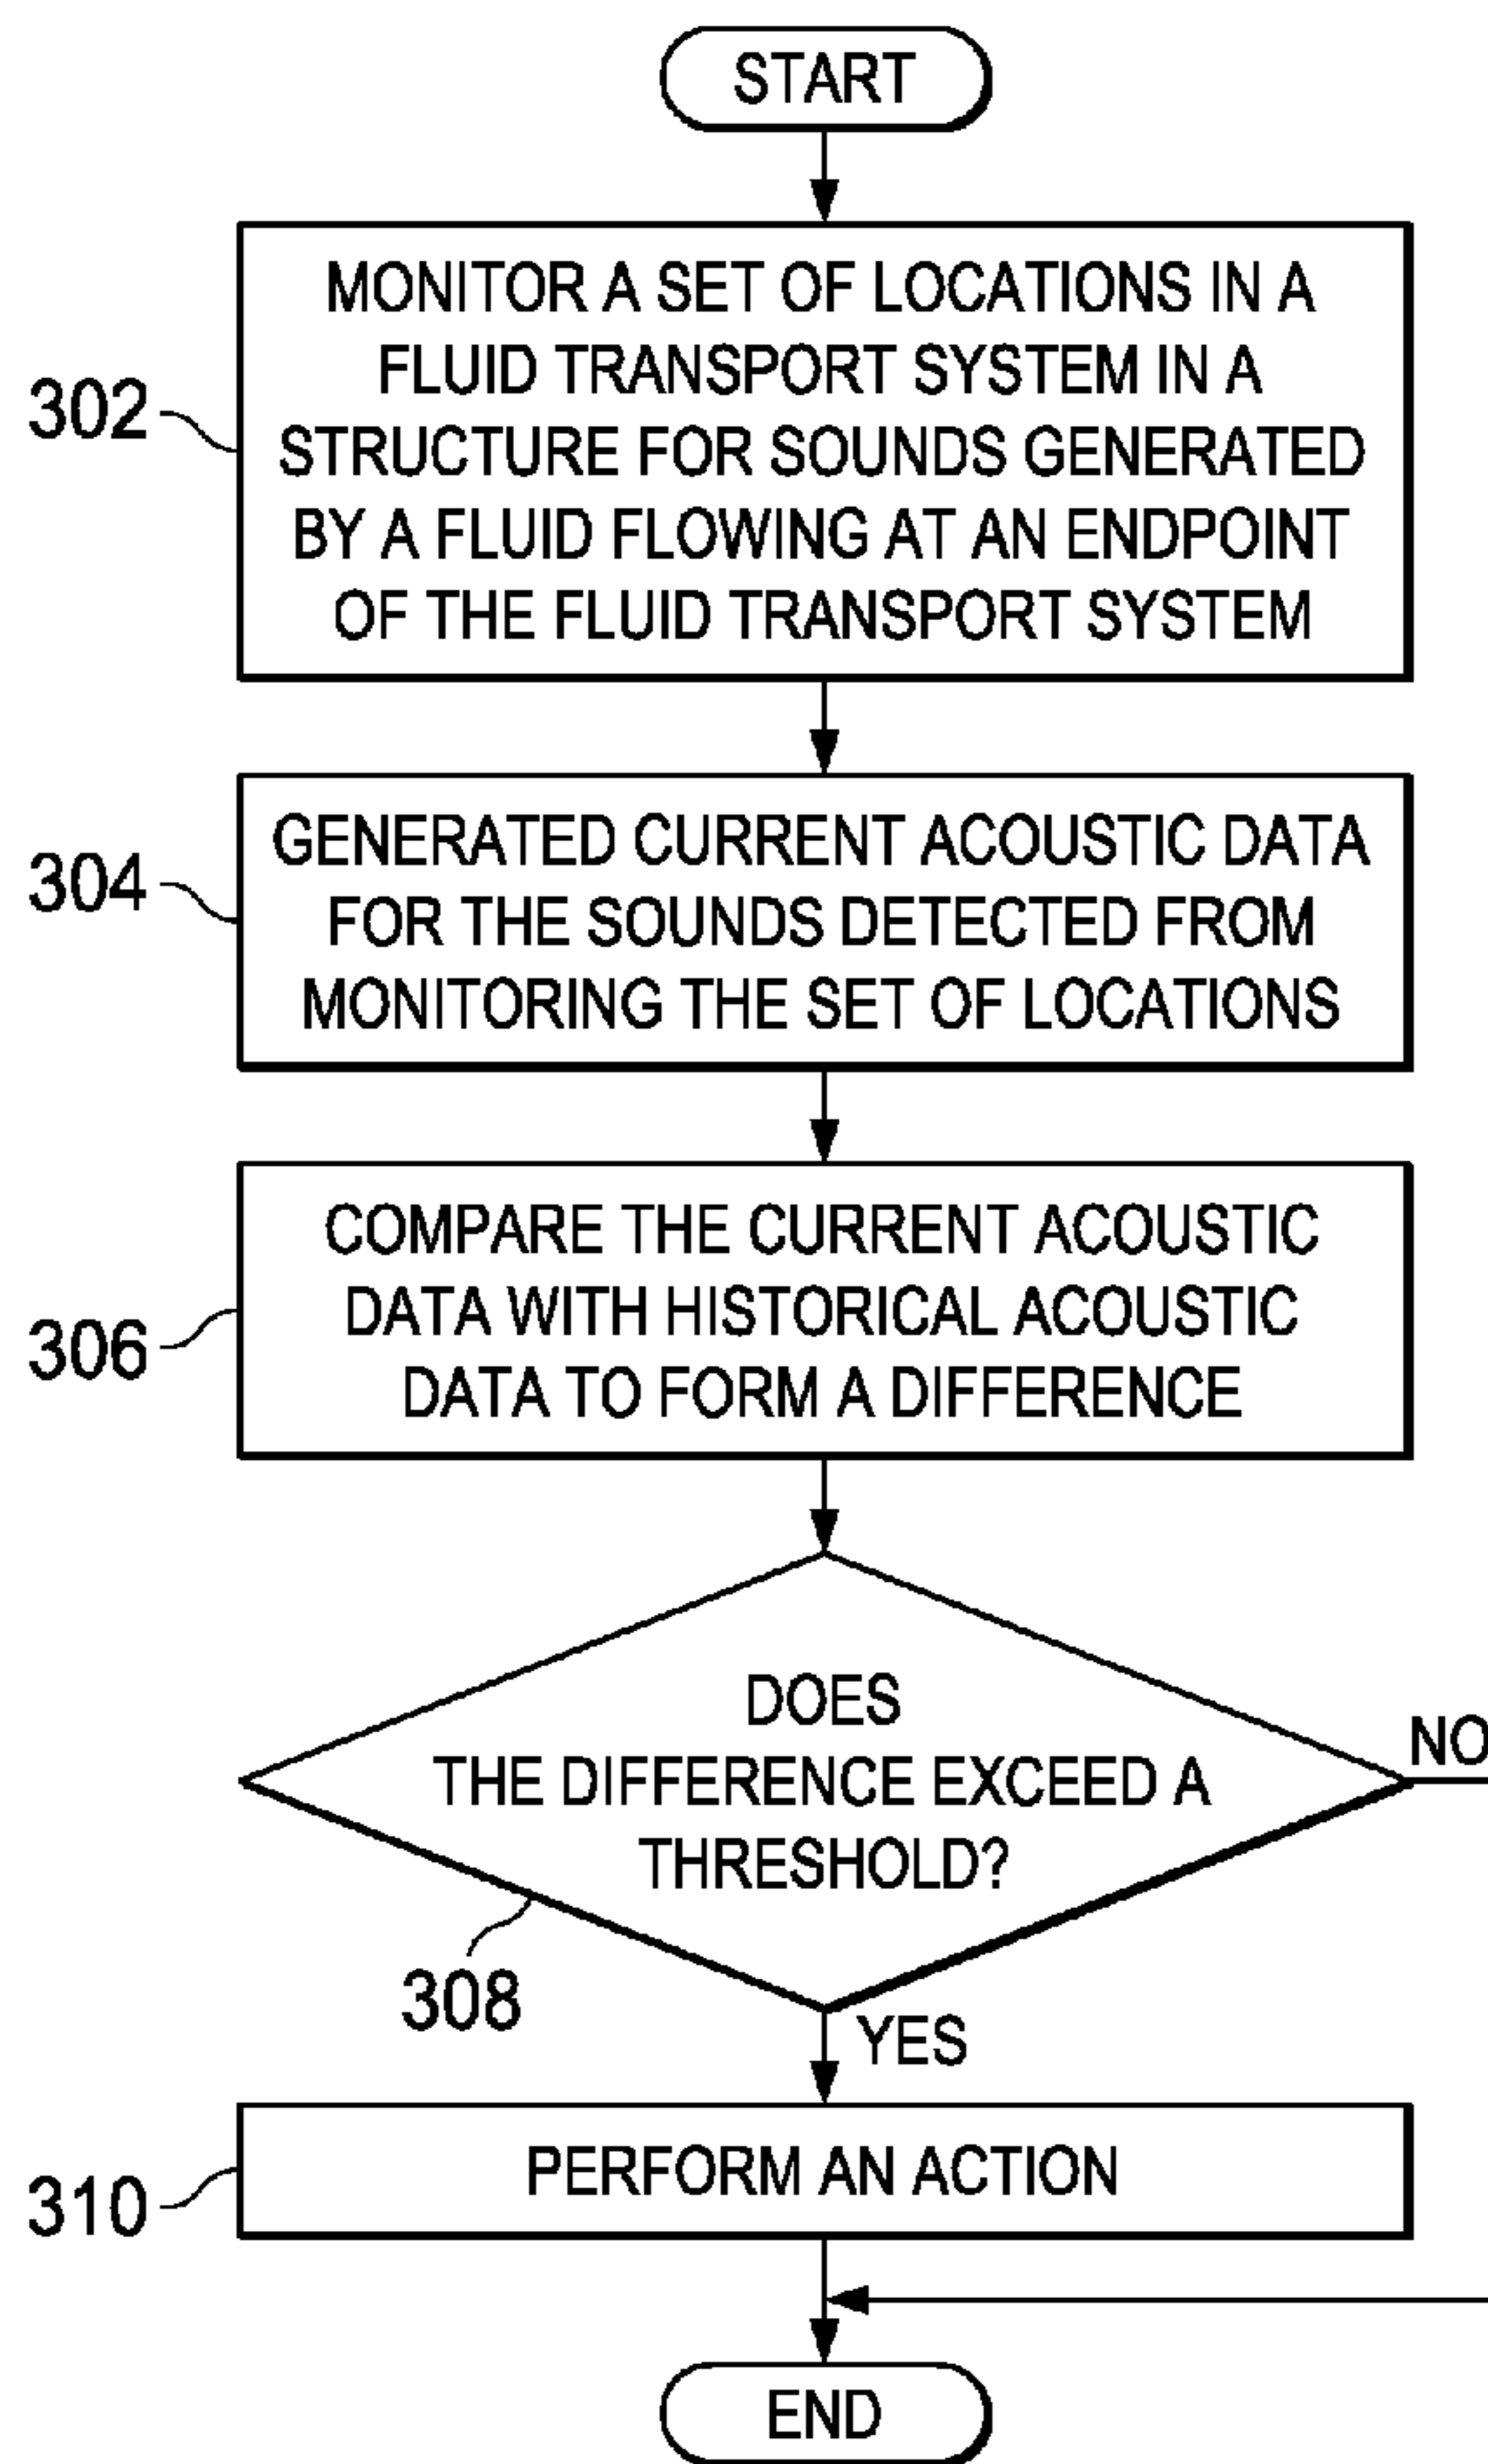 START
MONITOR A SET OF LOCATIONS IN A
FLUID TRANSPORT SYSTEM IN A
302
STRUCTURE FOR SOUNDS GENERATED
BY A FLUID FLOWING AT AN ENDPOINT
OF THE FLUID TRANSPORT SYSTEM
GENERATED CURRENT ACOUSTIC DATA
304
FOR THE SOUNDS DETECTED FROM
MONITORING THE SET OF LOCATIONS
COMPARE THE CURRENT ACOUSTIC
DATA WITH HISTORICAL ACOUSTIC
306
DATA TO FORM A DIFFERENCE
DOES
THE DIFFERENCE EXCEED A
THRESHOLD?
NO
308
YES
310
PERFORM AN ACTION
END